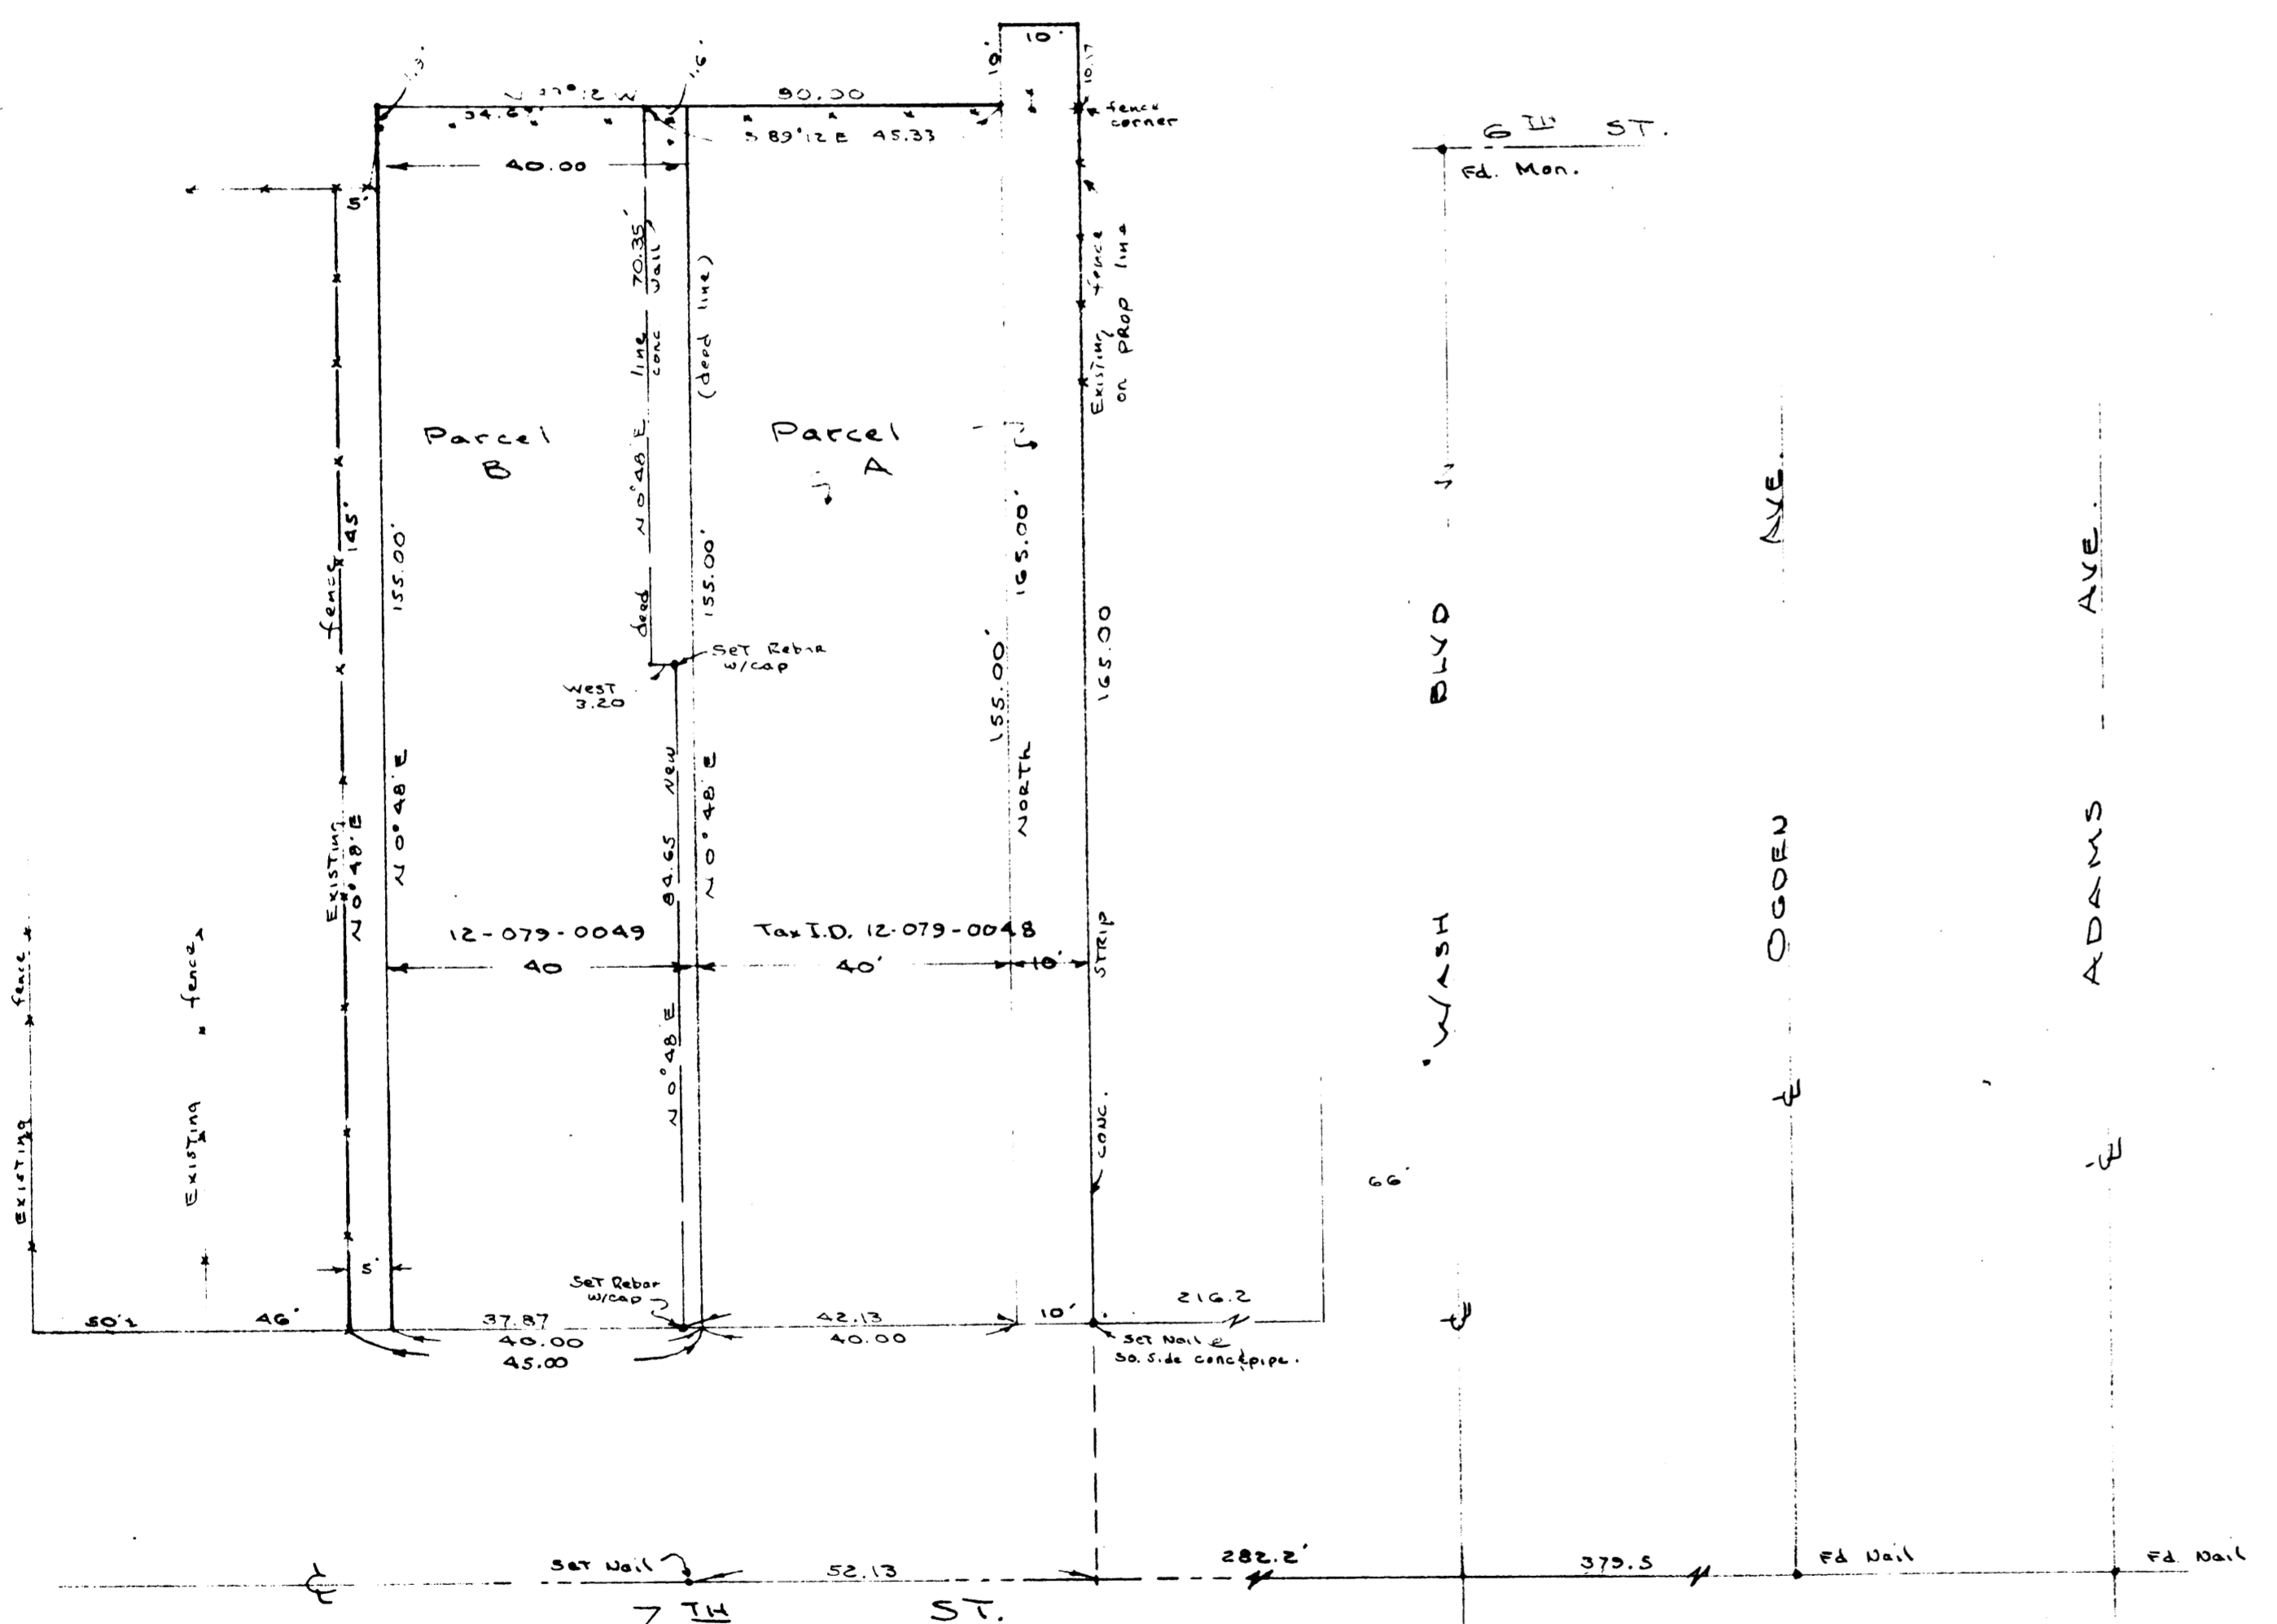 10'
10'
10.17
1.6'
90.00
34.67
S 89°12 E 45.33
fence
corner
6 TH ST.
Fd. Mon.
40.00
5'
deed N 0°48'E line 70.35'
conc wall
(deed line)
Existing fence
on PROP line
Parcel
B
Parcel
A
Existing fence
145'
N 0°48'E
155.00'
N 0°48'E
155.00'
N 0°48'E
155.00'
165.00'
NORTH
165.00
CONC. STRIP
Set Rebar
w/cap
West
3.20
N 0°48'E 84.65 New
12-079-0049
Tax I.D. 12-079-0048
40
40'
10'
WASH BLVD
OGDEN AVE.
ADAMS AVE.
Existing fence
Existing fence
66'
5'
Set Rebar
w/cap
50'±
46'
37.87
40.00
45.00
42.13
40.00
10'
216.2
Set Nail @
So. Side conc & pipe.
Set Nail
52.13
282.2'
379.5
Fd Nail
Fd. Nail
7 TH ST.